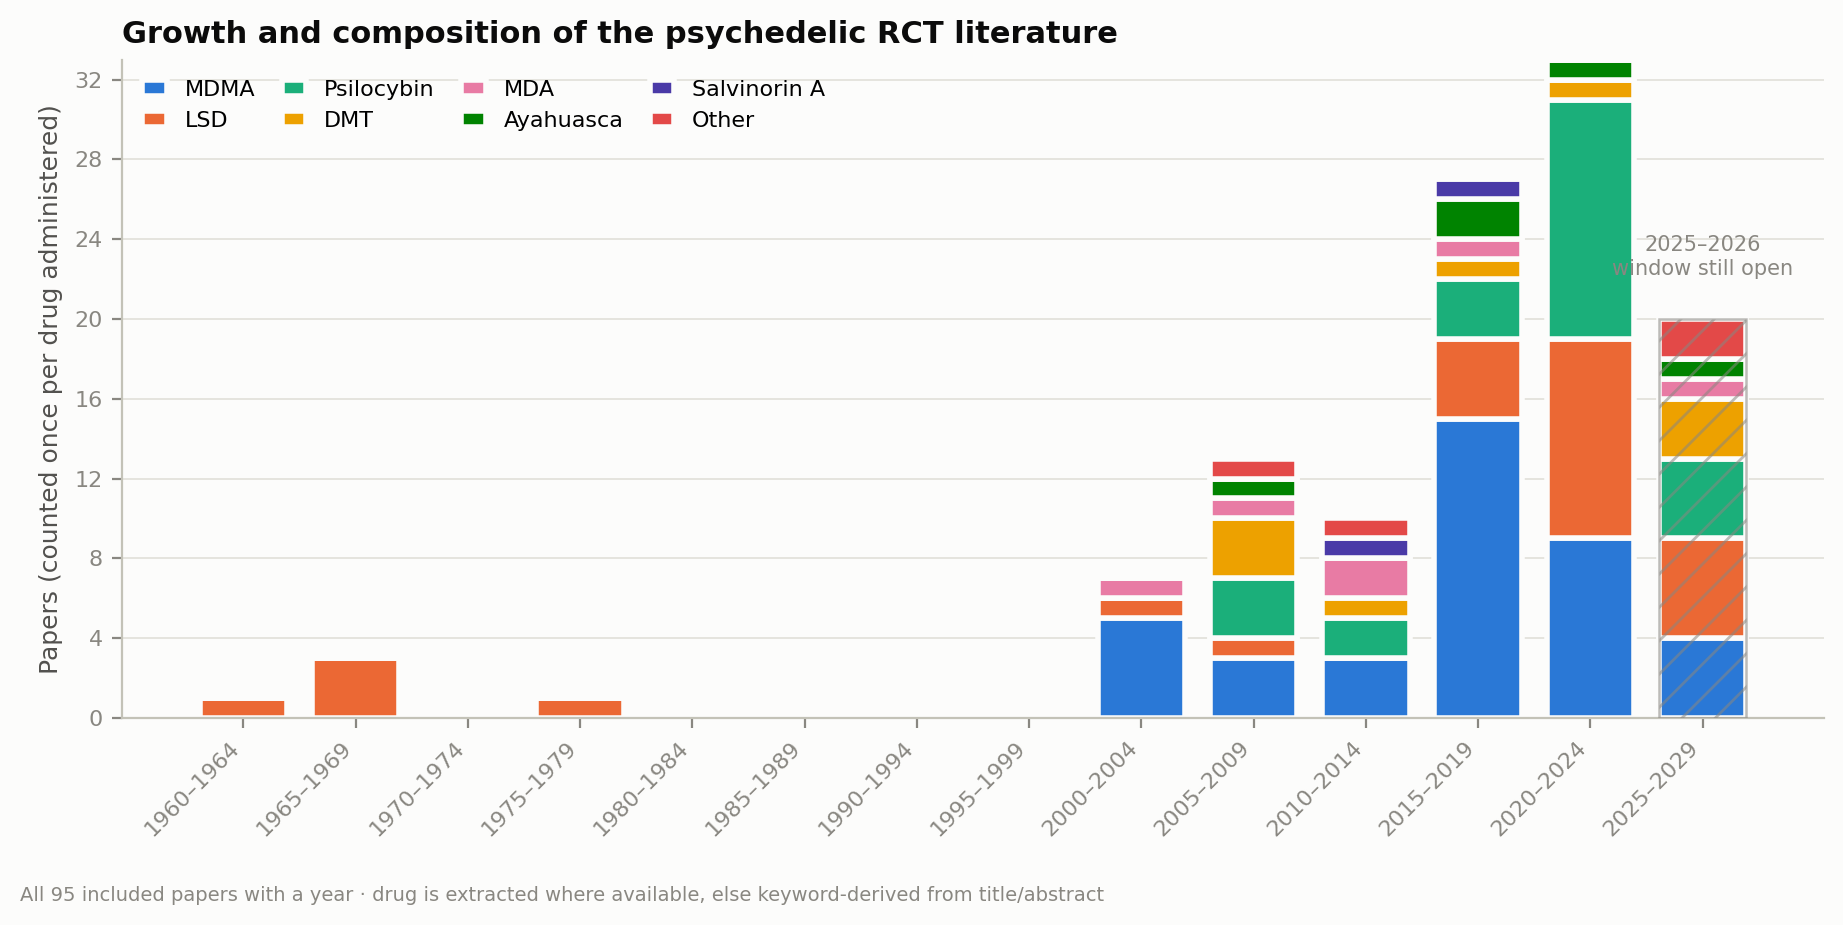 Growth and composition of the psychedelic RCT literature
Papers (counted once per drug administered)
MDMA
LSD
Psilocybin
DMT
MDA
Ayahuasca
Salvinorin A
Other
32
28
24
20
16
12
8
4
0
2025–2026
window still open
1960–1964
1965–1969
1970–1974
1975–1979
1980–1984
1985–1989
1990–1994
1995–1999
2000–2004
2005–2009
2010–2014
2015–2019
2020–2024
2025–2029
All 95 included papers with a year · drug is extracted where available, else keyword-derived from title/abstract